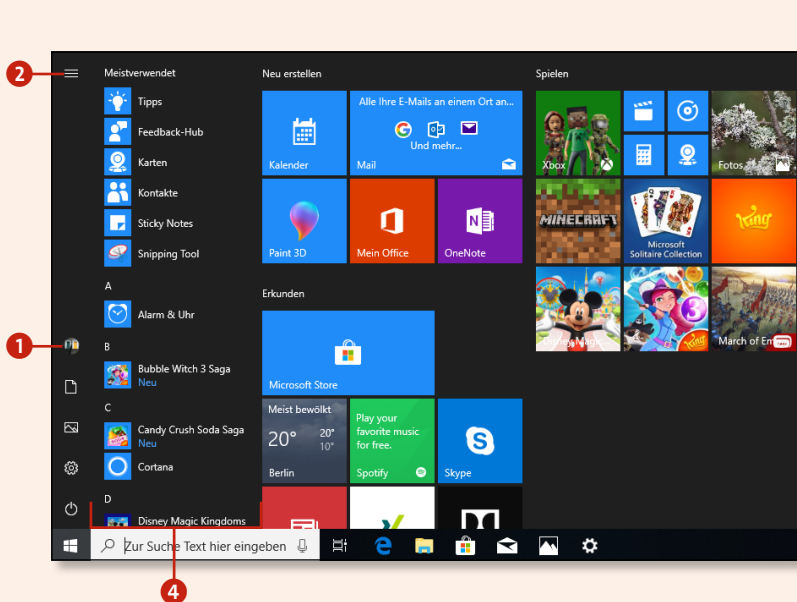 2
Meistverwendet
Tipps
Feedback-Hub
Karten
Kontakte
Sticky Notes
Snipping Tool
A
Alarm & Uhr
1
B
Bubble Witch 3 Saga
Neu
C
Candy Crush Soda Saga
Neu
Cortana
D
Disney Magic Kingdoms
Neu erstellen
Kalender
Alle Ihre E-Mails an einem Ort an...
Und mehr...
Mail
Paint 3D
Mein Office
OneNote
Erkunden
Microsoft Store
Meist bewölkt
20° 20°
10°
Berlin
Play your
favorite music
for free.
Spotify
Skype
Spielen
Xbox
Fotos
MINECRAFT
Microsoft
Solitaire Collection
King
Disney Magic...
3
King
March of Em
Zur Suche Text hier eingeben
4